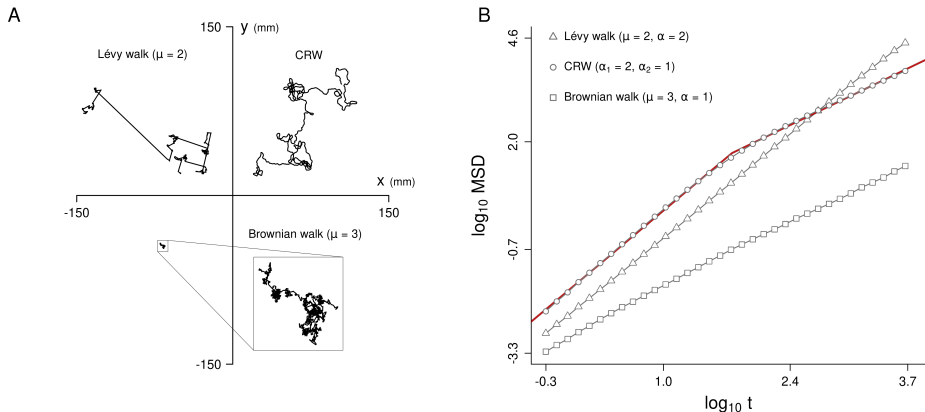 A
y (mm)
150
Lévy walk (μ = 2)
CRW
x (mm)
-150
150
Brownian walk (μ = 3)
-150
B
log10 MSD
4.6
2.0
-0.7
-3.3
Lévy walk (μ = 2, α = 2)
CRW (α1 = 2, α2 = 1)
Brownian walk (μ = 3, α = 1)
-0.3
1.0
2.4
3.7
log10 t